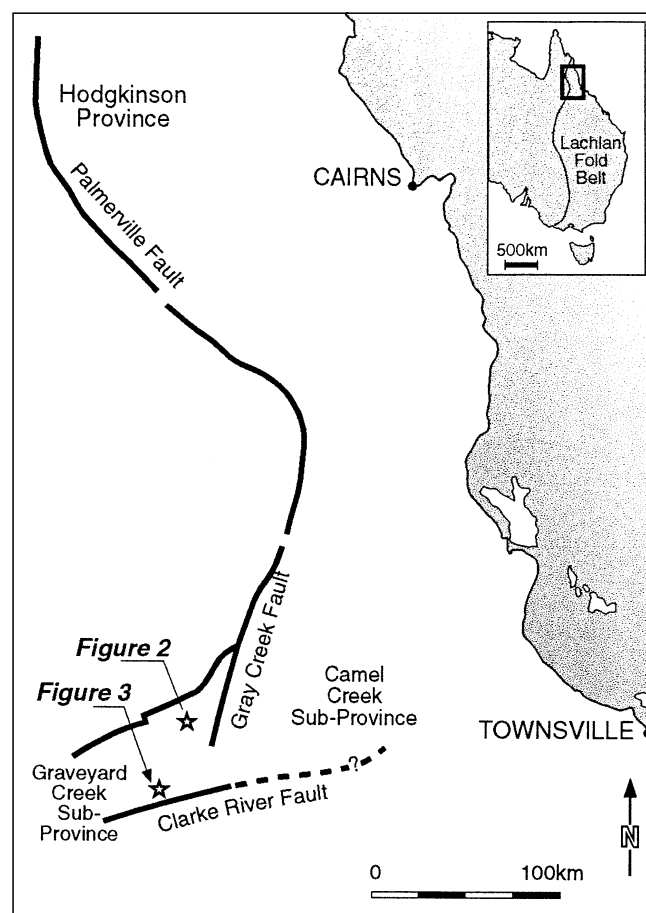 Hodgkinson
Province
Palmerville Fault
CAIRNS
Lachlan
Fold
Belt
500km
Figure 2
Figure 3
Gray Creek Fault
Camel
Creek
Sub-Province
TOWNSVILLE
Graveyard
Creek
Sub-
Province
?
Clarke River Fault
N
0 100km